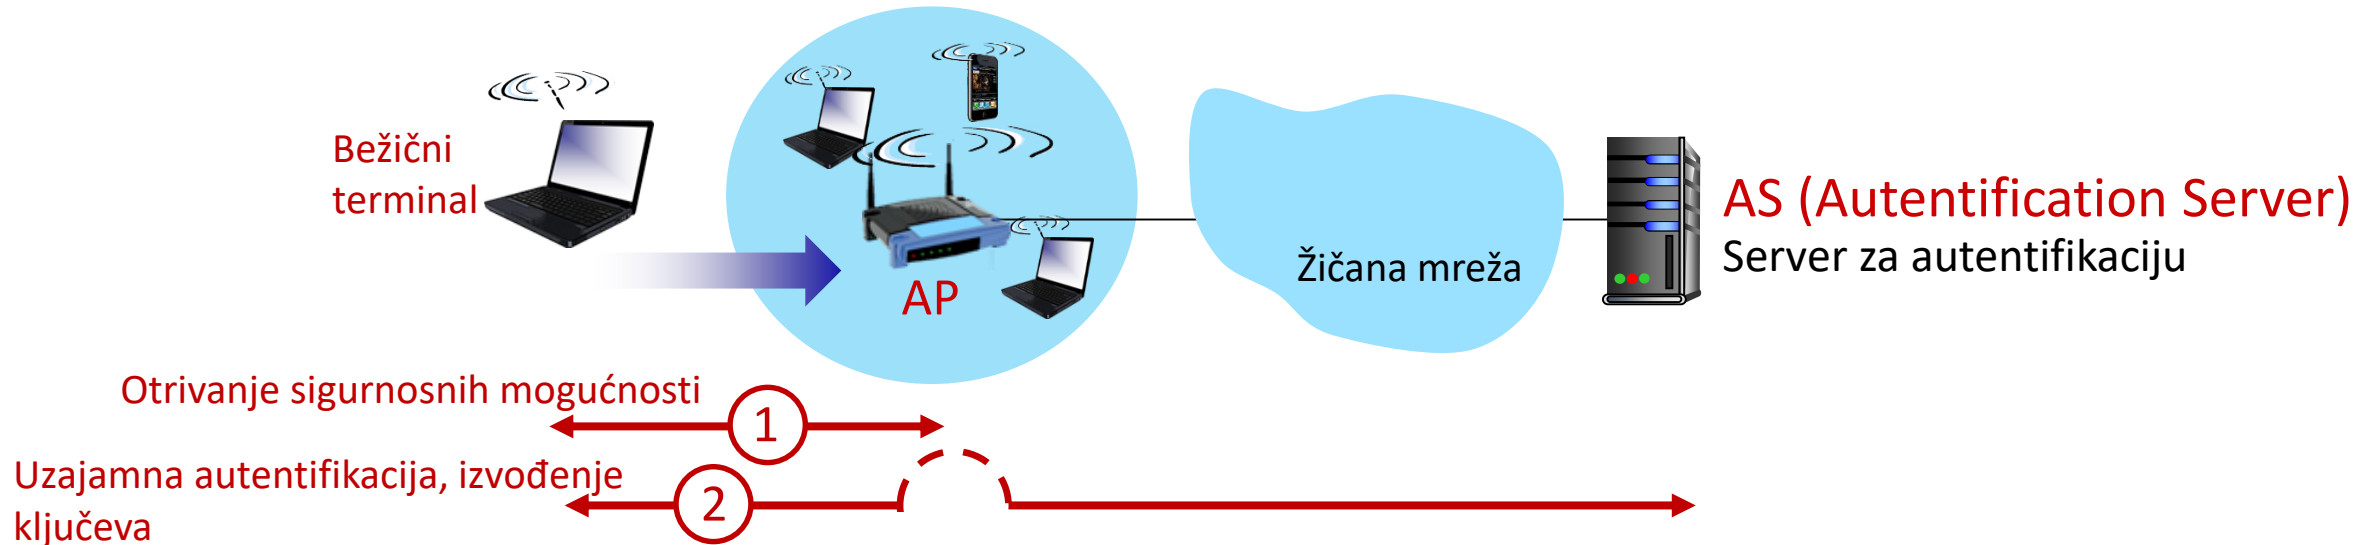 Bežični
terminal
AP
Žičana mreža
AS (Autentification Server)
Server za autentifikaciju
Otrivanje sigurnosnih mogućnosti
1
Uzajamna autentifikacija, izvođenje
ključeva
2